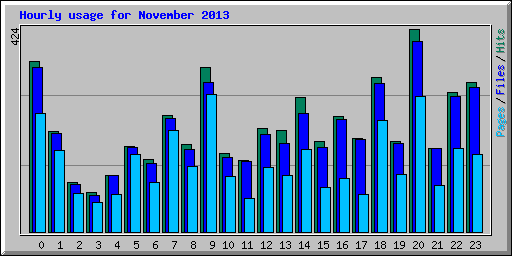 Hourly usage for November 2013
424
Pages/Files/Hits
0 1 2 3 4 5 6 7 8 9 10 11 12 13 14 15 16 17 18 19 20 21 22 23